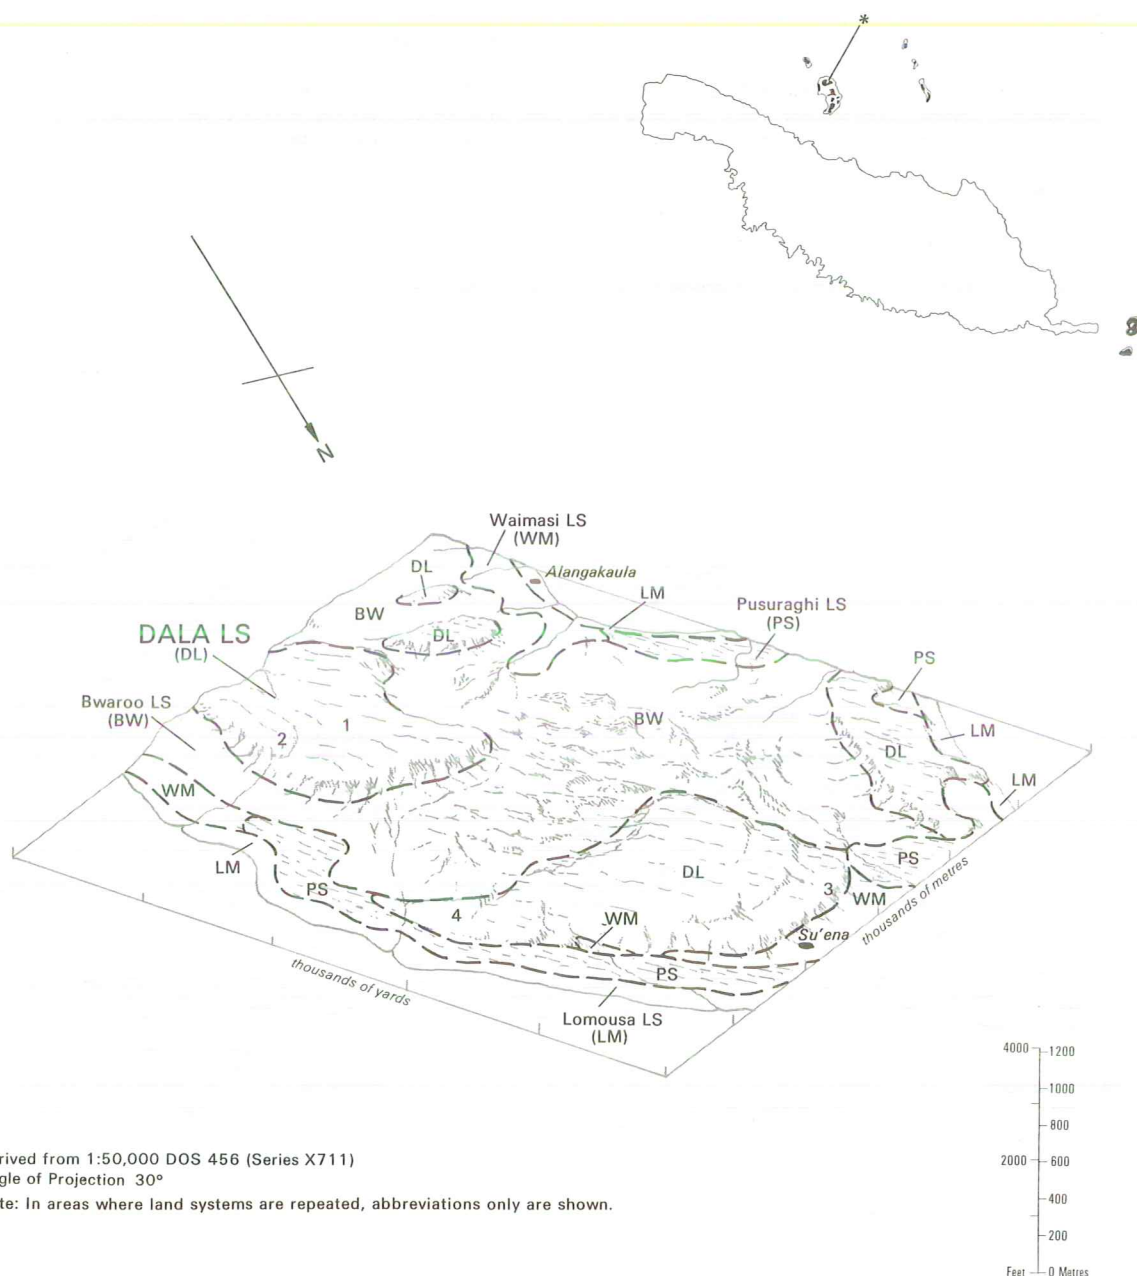 *
N
Waimasi LS
(WM)
DL
Alangakaula
LM
BW
Pusuraghi LS
(PS)
DALA LS
(DL)
DL
PS
Bwaroo LS
(BW)
1
2
BW
DL
LM
LM
WM
LM
PS
DL
PS
3
WM
4
WM
Su'ena
thousands of metres
PS
thousands of yards
Lomousa LS
(LM)
4000 1200
1000
800
2000 600
400
200
Feet 0 Metres
rived from 1:50,000 DOS 456 (Series X711)
gle of Projection 30º
te: In areas where land systems are repeated, abbreviations only are shown.